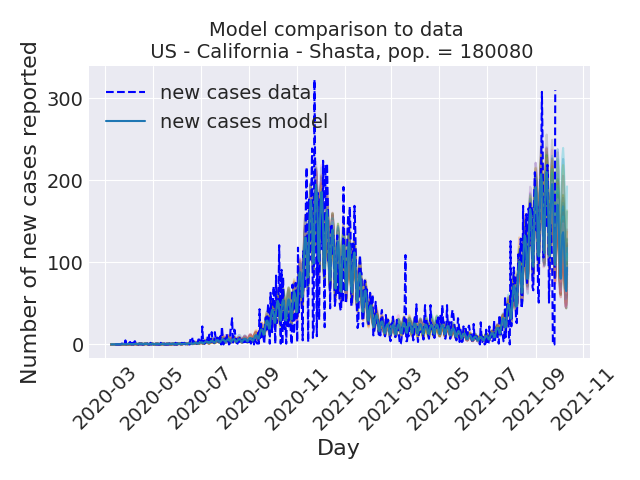 Model comparison to data
US - California - Shasta, pop. = 180080
Number of new cases reported
300
200
100
0
new cases data
new cases model
2020-03
2020-05
2020-07
2020-09
2020-11
2021-01
2021-03
2021-05
2021-07
2021-09
2021-11
Day